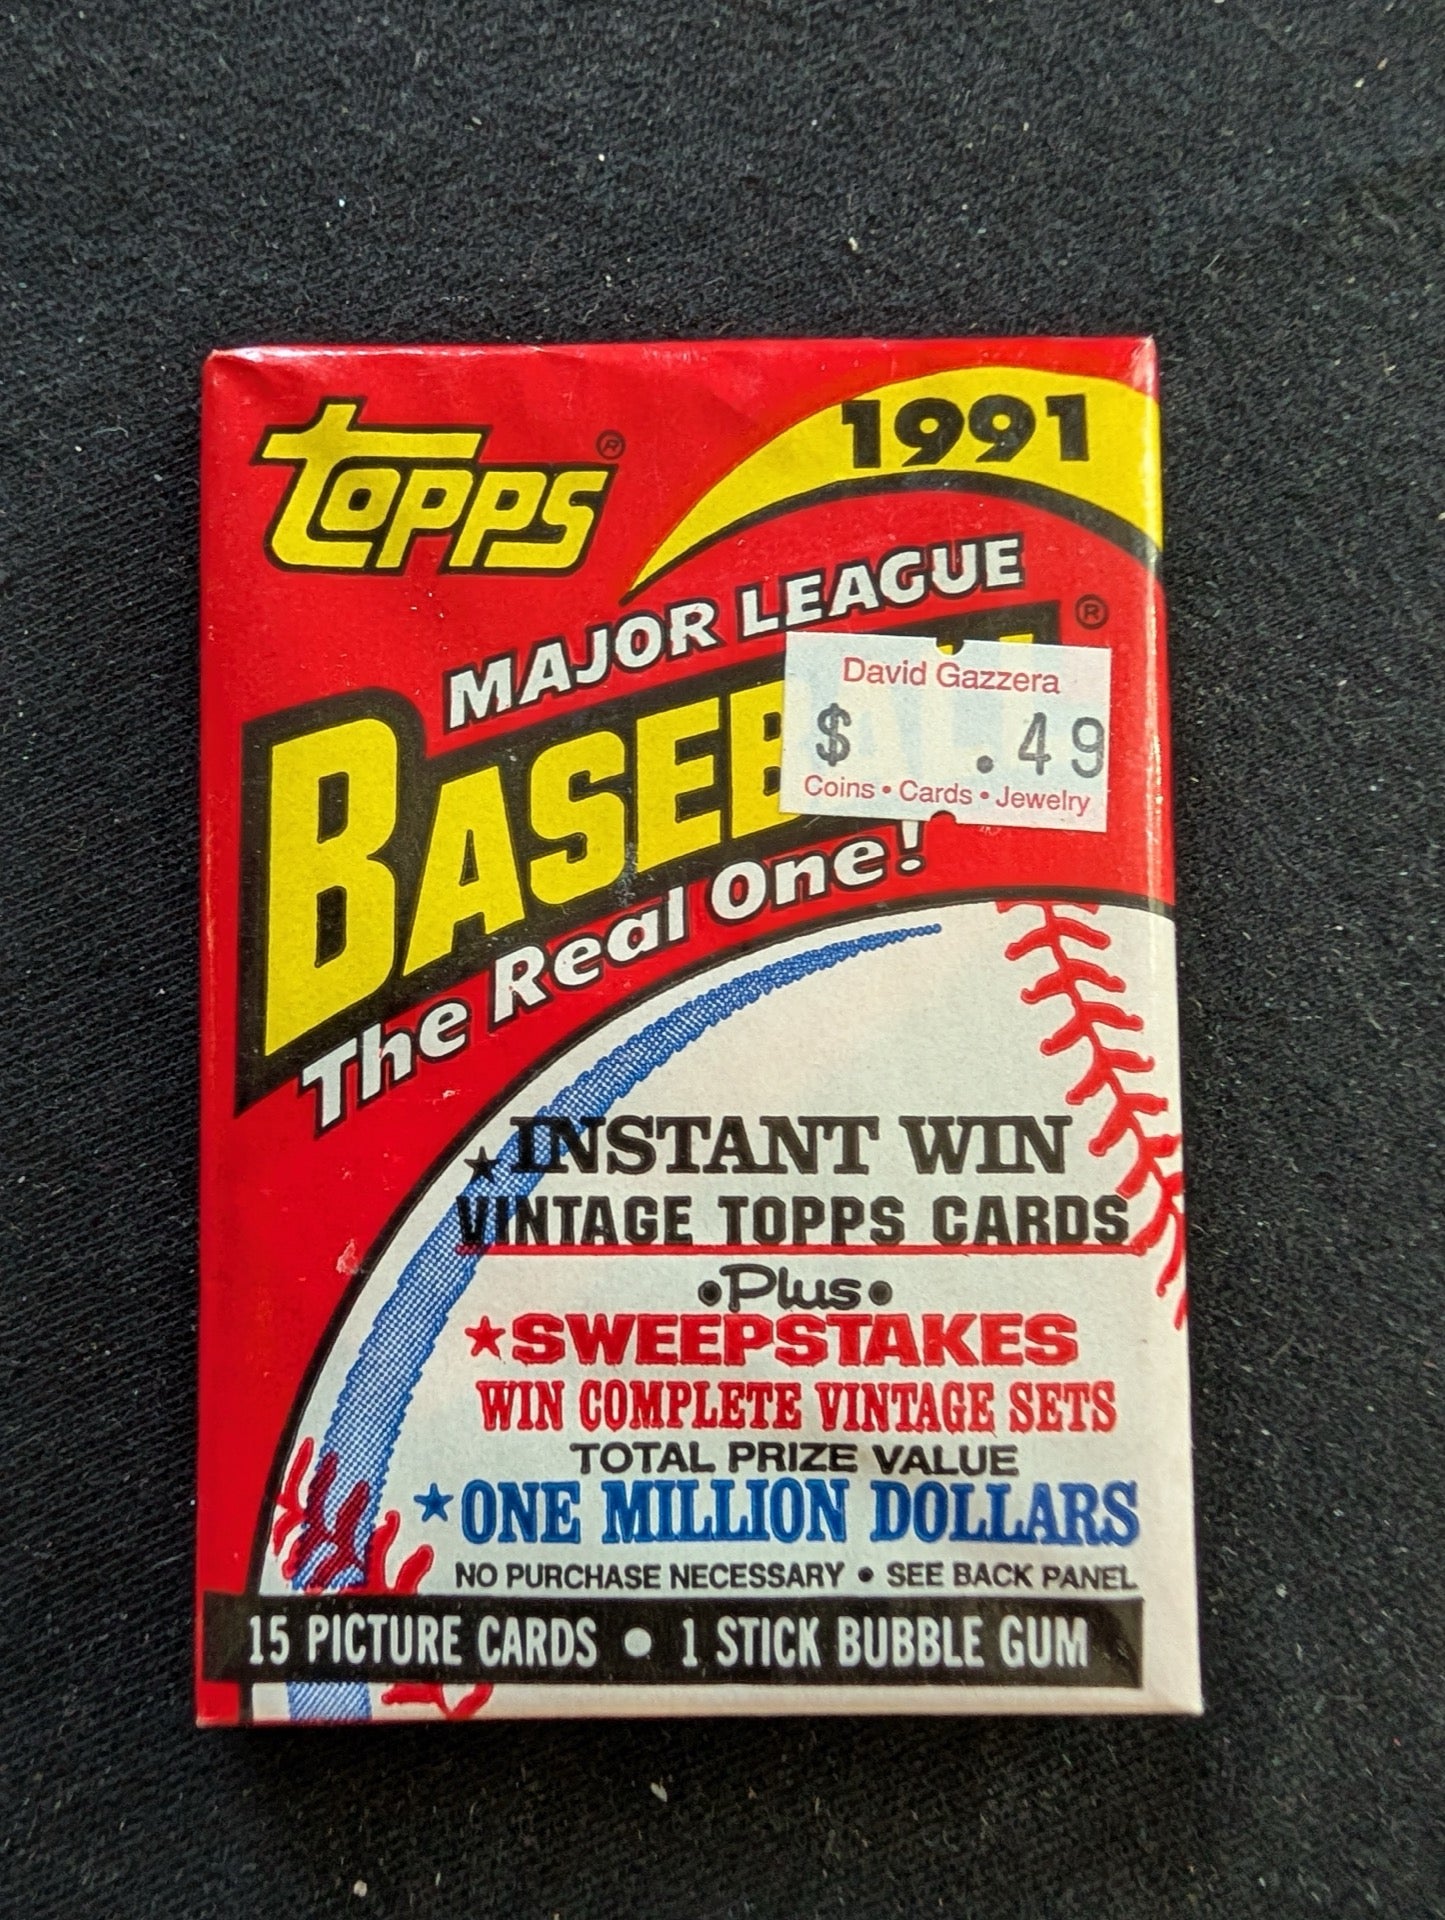 TOPPS®
1991
MAJOR LEAGUE
BASEBALL®
David Gazzera
$ .49
Coins • Cards • Jewelry
The Real One!
★INSTANT WIN
VINTAGE TOPPS CARDS
•Plus•
★SWEEPSTAKES
WIN COMPLETE VINTAGE SETS
TOTAL PRIZE VALUE
★ONE MILLION DOLLARS
NO PURCHASE NECESSARY • SEE BACK PANEL
15 PICTURE CARDS • 1 STICK BUBBLE GUM